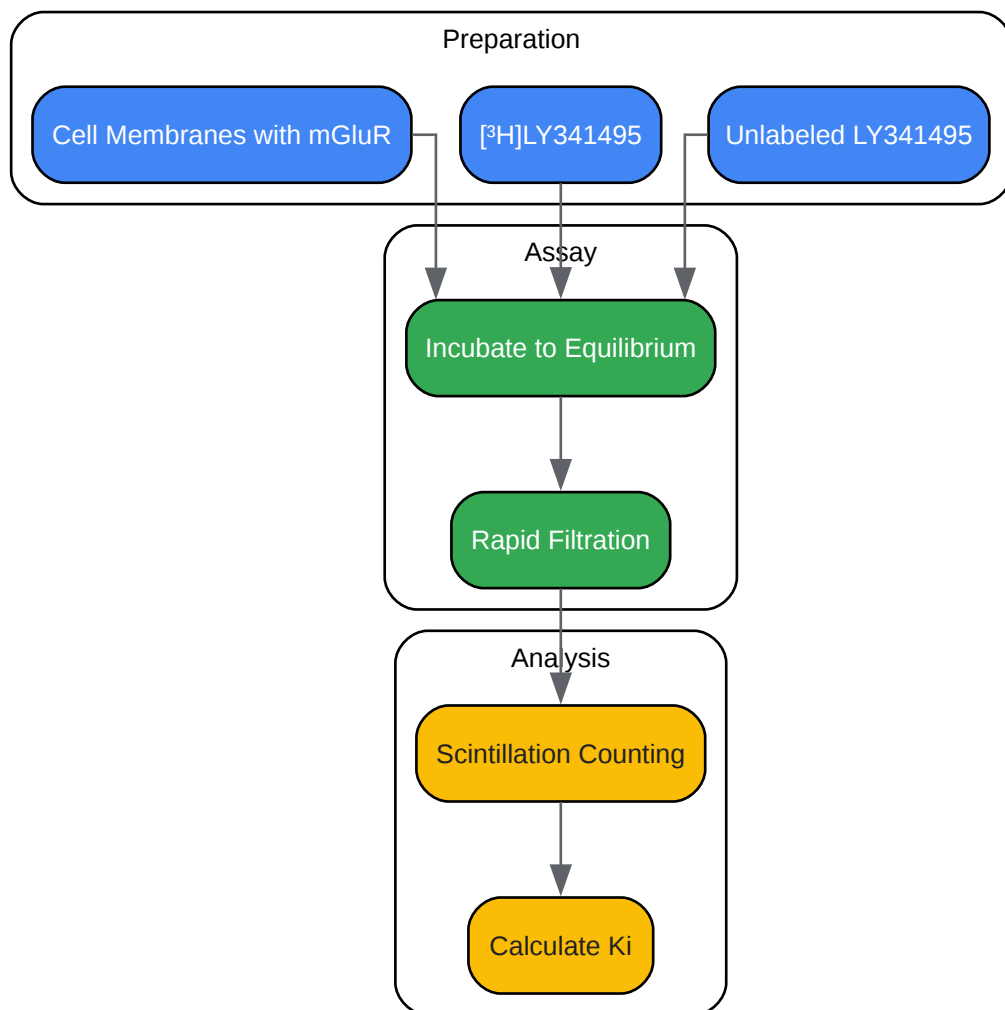 Preparation
Cell Membranes with mGluR
[³H]LY341495
Unlabeled LY341495
Assay
Incubate to Equilibrium
Rapid Filtration
Analysis
Scintillation Counting
Calculate Ki